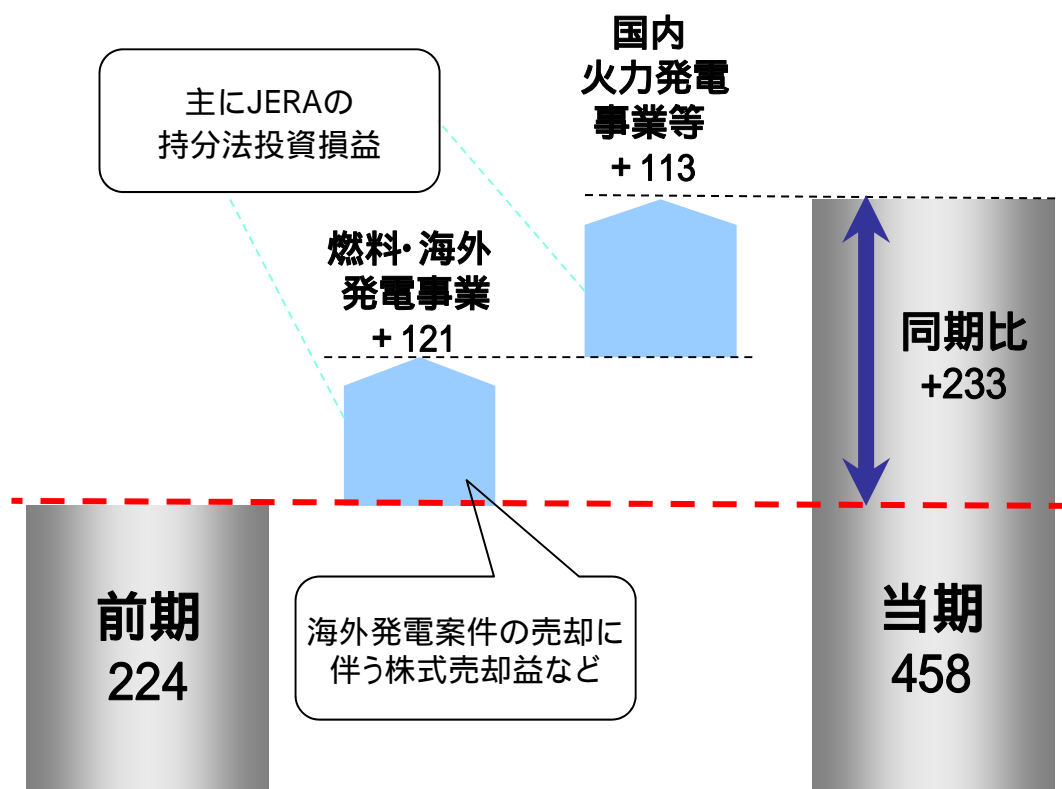 主にJERAの
持分法投資損益
国内
火力発電
事業等
+ 113
燃料・海外
発電事業
+ 121
同期比
+233
前期
224
海外発電案件の売却に
伴う株式売却益など
当期
458